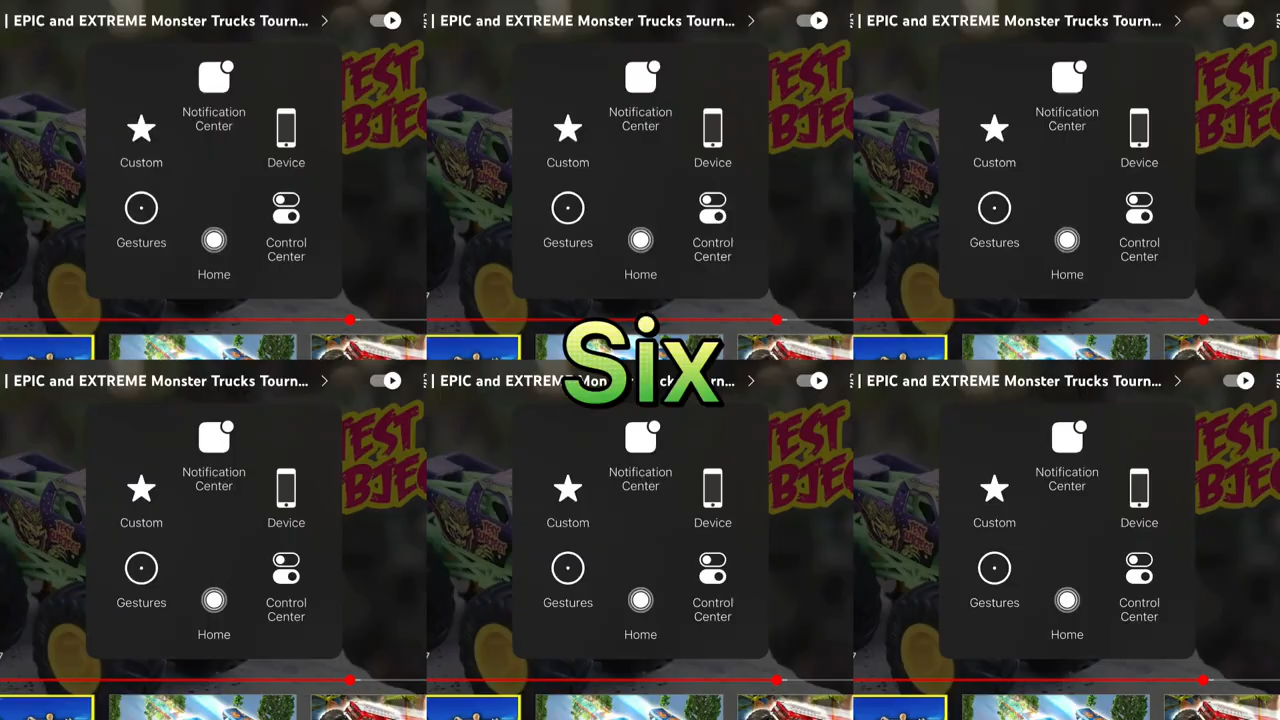 | EPIC and EXTREME Monster Trucks Tourn...
| EPIC and EXTREME Monster Trucks Tourn...
| EPIC and EXTREME Monster Trucks Tourn...
Notification
Center
Custom
Device
Gestures
Control
Center
Home
Notification
Center
Custom
Device
Gestures
Control
Center
Home
Notification
Center
Custom
Device
Gestures
Control
Center
Home
Six
| EPIC and EXTREME Monster Trucks Tourn...
| EPIC and EXTREME Mon
ck
Tourn...
| EPIC and EXTREME Monster Trucks Tourn...
Notification
Center
Custom
Device
Gestures
Control
Center
Home
Notification
Center
Custom
Device
Gestures
Control
Center
Home
Notification
Center
Custom
Device
Gestures
Control
Center
Home